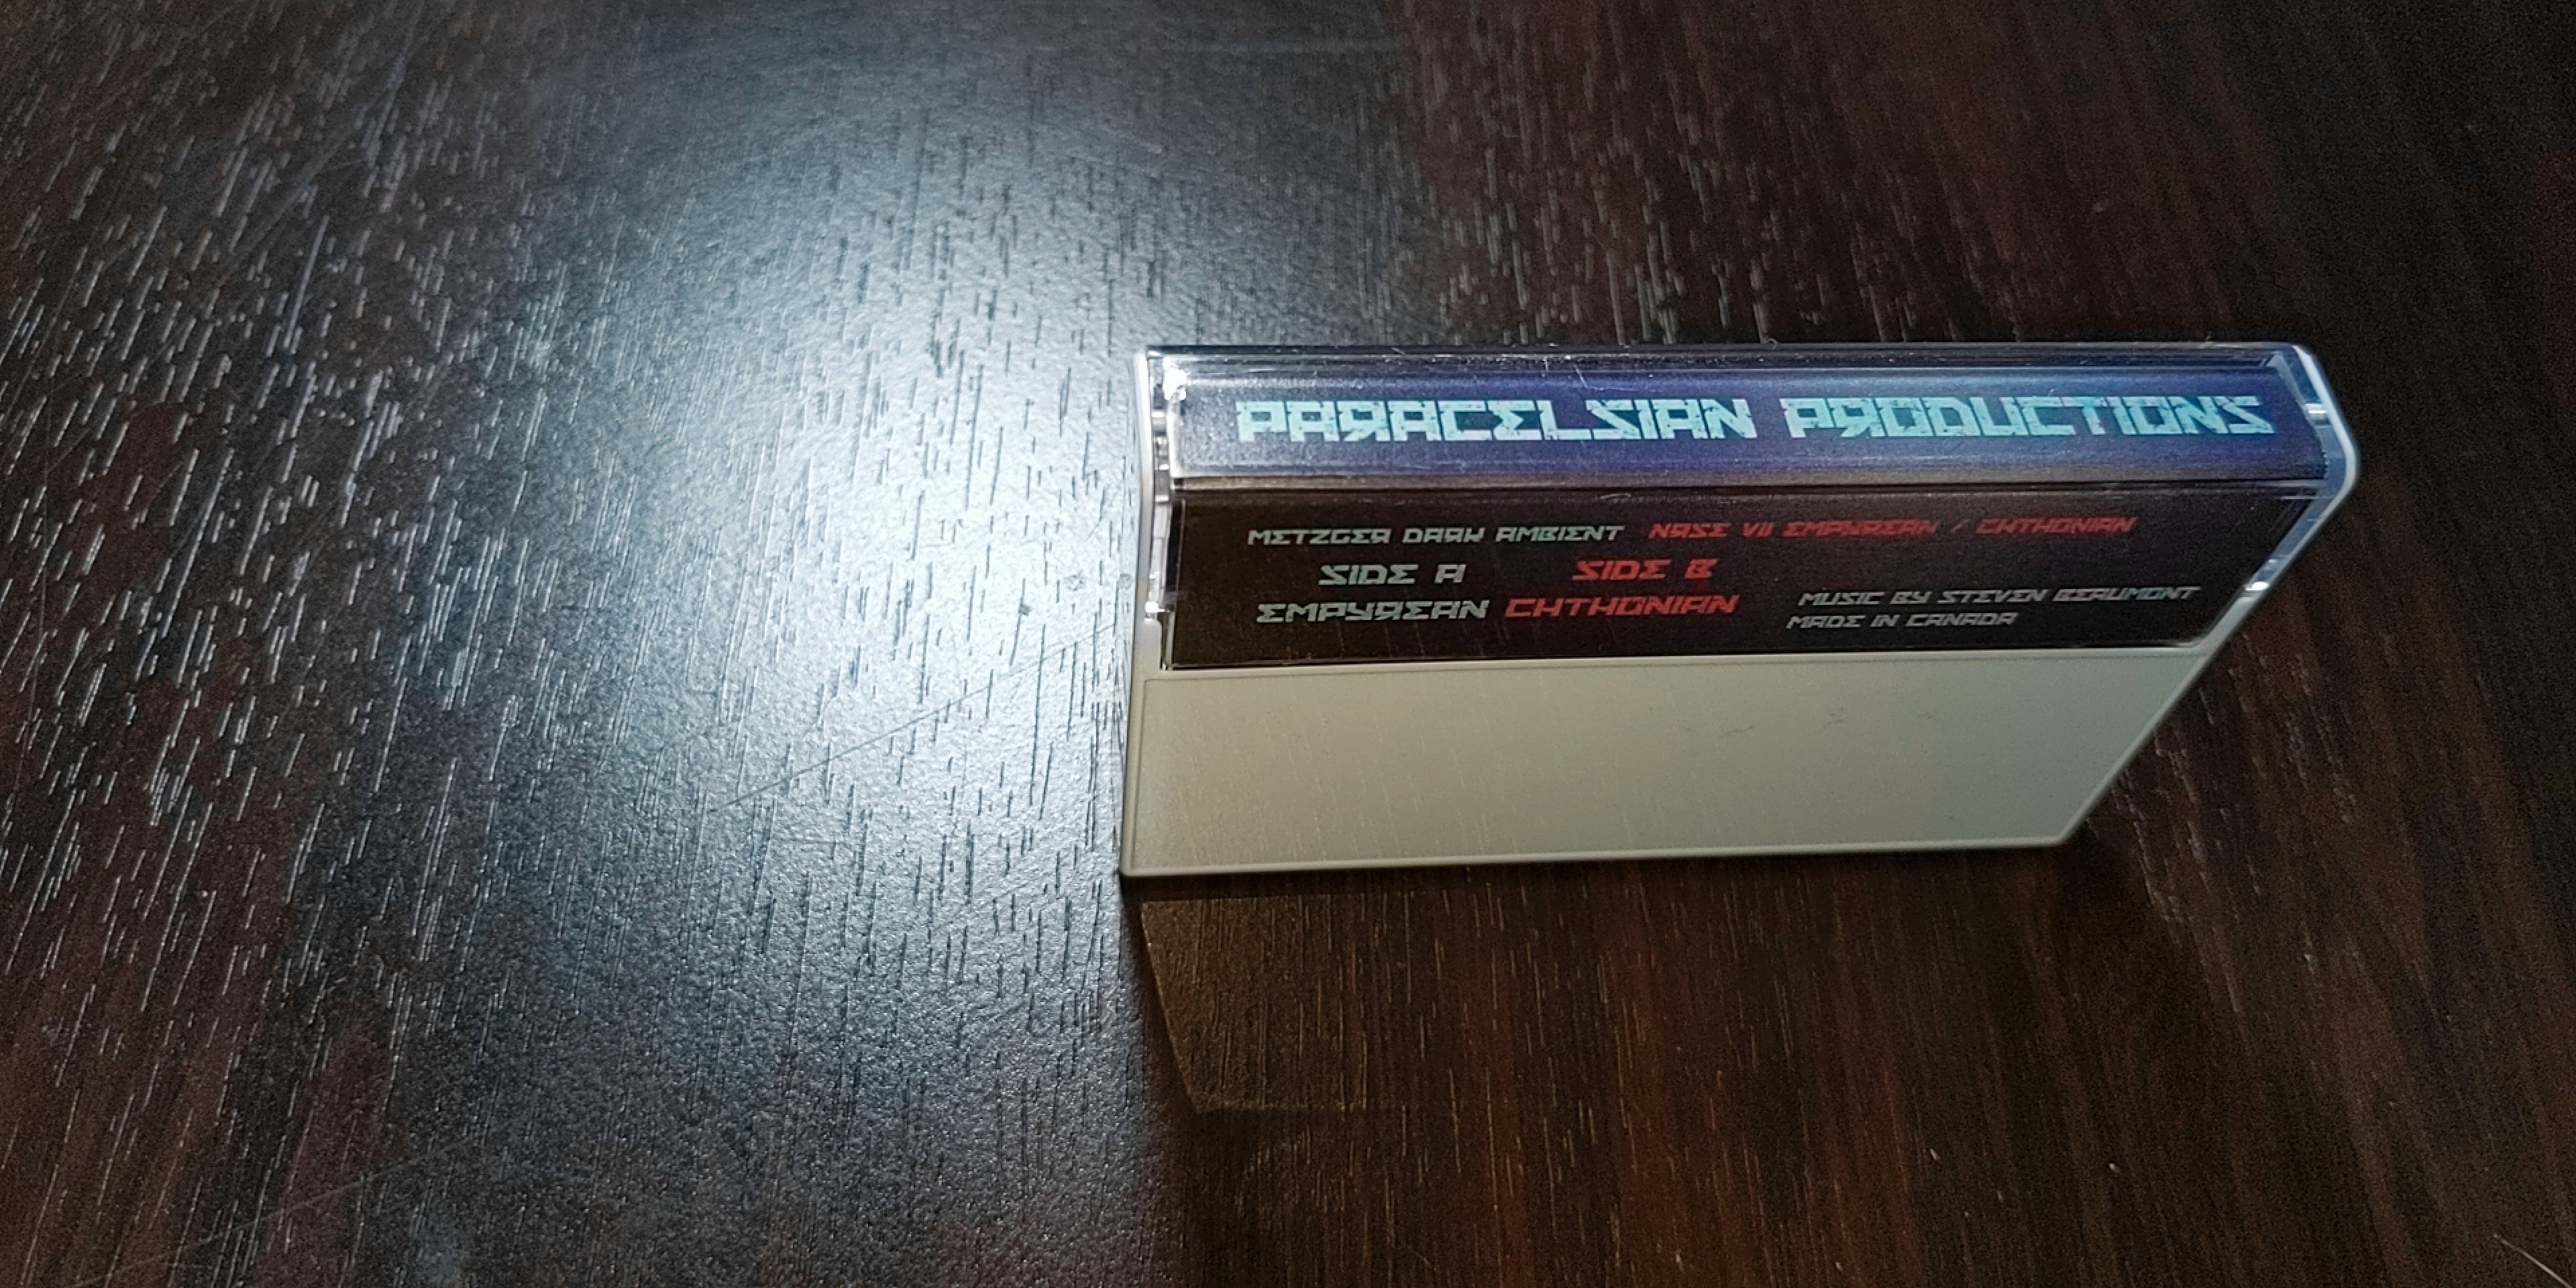 PARACELSIAN PRODUCTIONS
METZGER DARK AMBIENT NRSE VII EMPYREAN / CHTHONIAN
SIDE A SIDE B
EMPYREAN CHTHONIAN
MUSIC BY STEVEN BEAUMONT
MADE IN CANADA